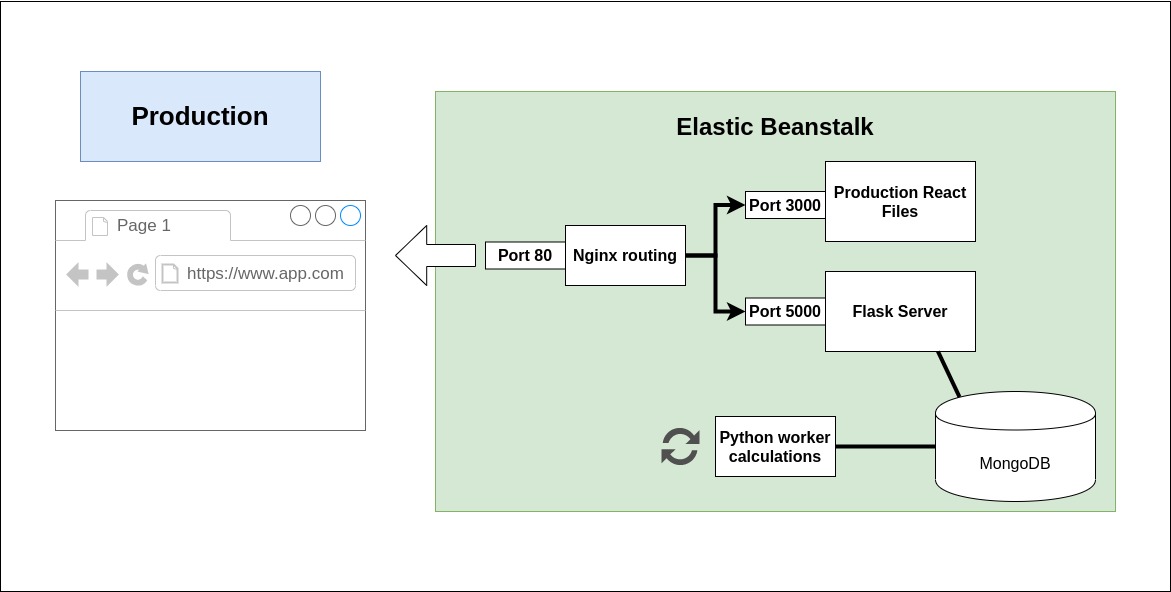 Production
Page 1
https://www.app.com
Elastic Beanstalk
Port 80
Nginx routing
Port 3000
Production React
Files
Port 5000
Flask Server
Python worker
calculations
MongoDB